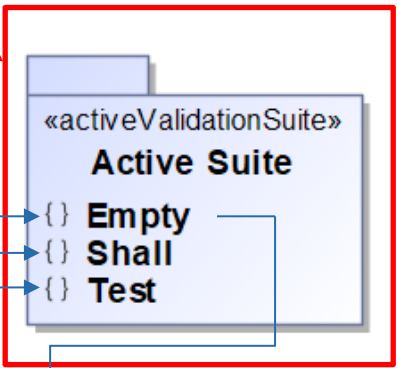 «activeValidationSuite»
Active Suite
{ } Empty
{ } Shall
{ } Test